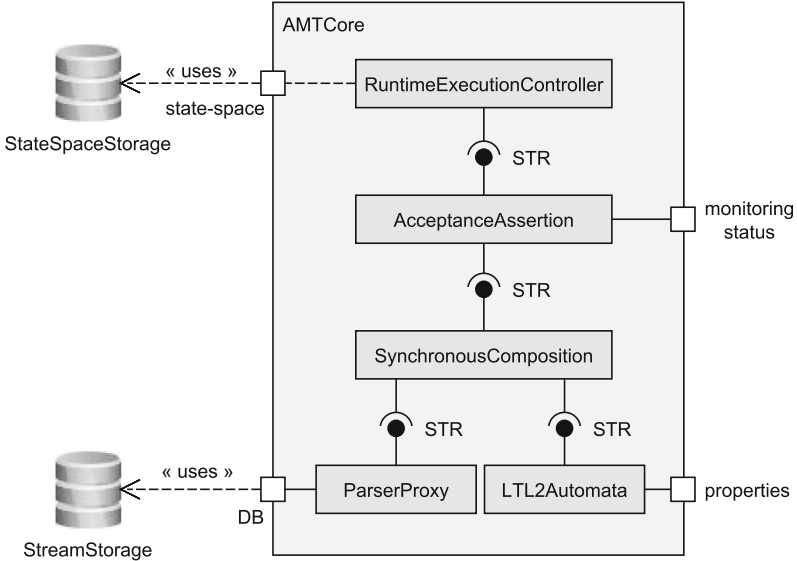 AMTCore
« uses »
RuntimeExecutionController
state-space
StateSpaceStorage
STR
AcceptanceAssertion
monitoring
status
STR
SynchronousComposition
STR
STR
« uses »
ParserProxy
LTL2Automata
properties
DB
StreamStorage